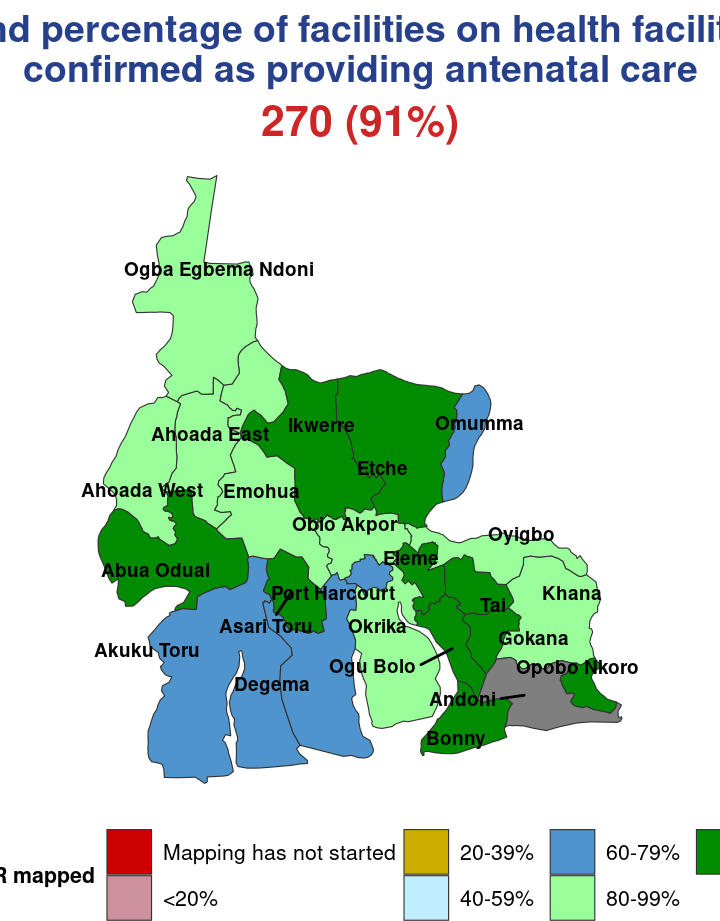 nd percentage of facilities on health facilit
confirmed as providing antenatal care
270 (91%)
Ogba Egbema Ndoni
Omumma
Ikwerre
Ahoada East
Etche
Ahoada West
Emohua
Obio Akpor
Oyigbo
Eleme
Abua Odual
Port Harcourt
Khana
Tai
Asari Toru
Okrika
Gokana
Akuku Toru
Ogu Bolo
Opobo Nkoro
Degema
Andoni
Bonny
R mapped
Mapping has not started
20-39%
60-79%
<20%
40-59%
80-99%